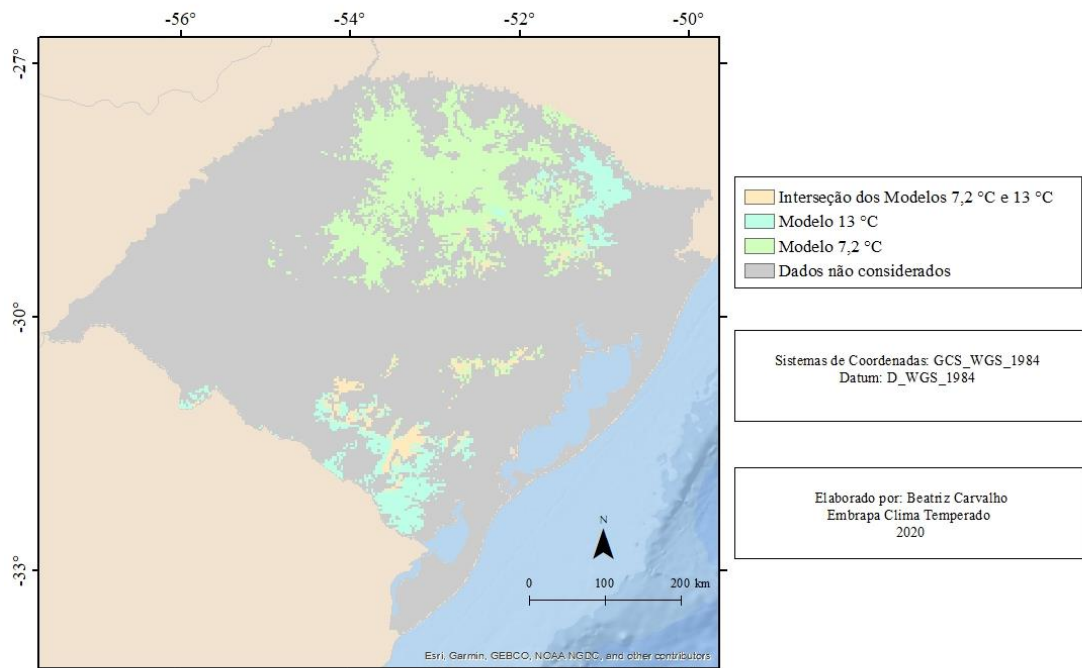 -56° -54° -52° -50°
-27°
-30°
-33°
Interseção dos Modelos 7,2 °C e 13 °C
Modelo 13 °C
Modelo 7,2 °C
Dados não considerados
Sistemas de Coordenadas: GCS_WGS_1984
Datum: D_WGS_1984
Elaborado por: Beatriz Carvalho
Embrapa Clima Temperado
2020
N
0 100 200 km
Esri, Garmin, GEBCO, NOAA NGDC, and other contributors